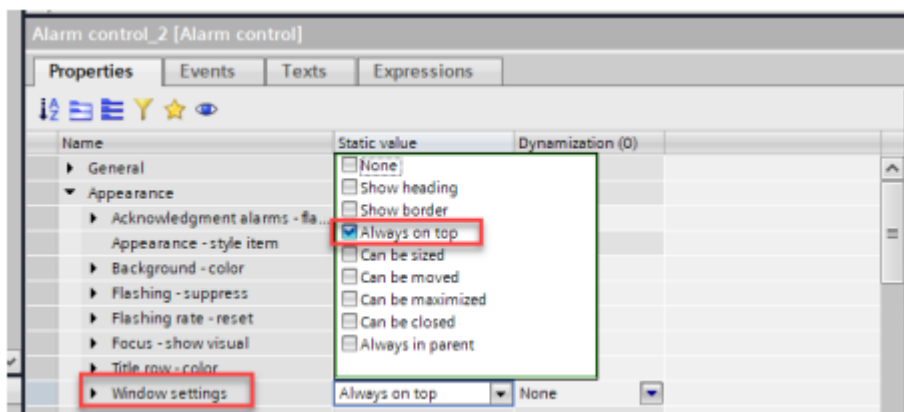 Alarm control_2 [Alarm control]
Properties Events Texts Expressions
Name Static value Dynamization (0)
General
Appearance
Acknowledgment alarms - fla...
Appearance - style item
Background - color
Flashing - suppress
Flashing rate - reset
Focus - show visual
Title row - color
Window settings Always on top None
None
Show heading
Show border
Always on top
Can be sized
Can be moved
Can be maximized
Can be closed
Always in parent